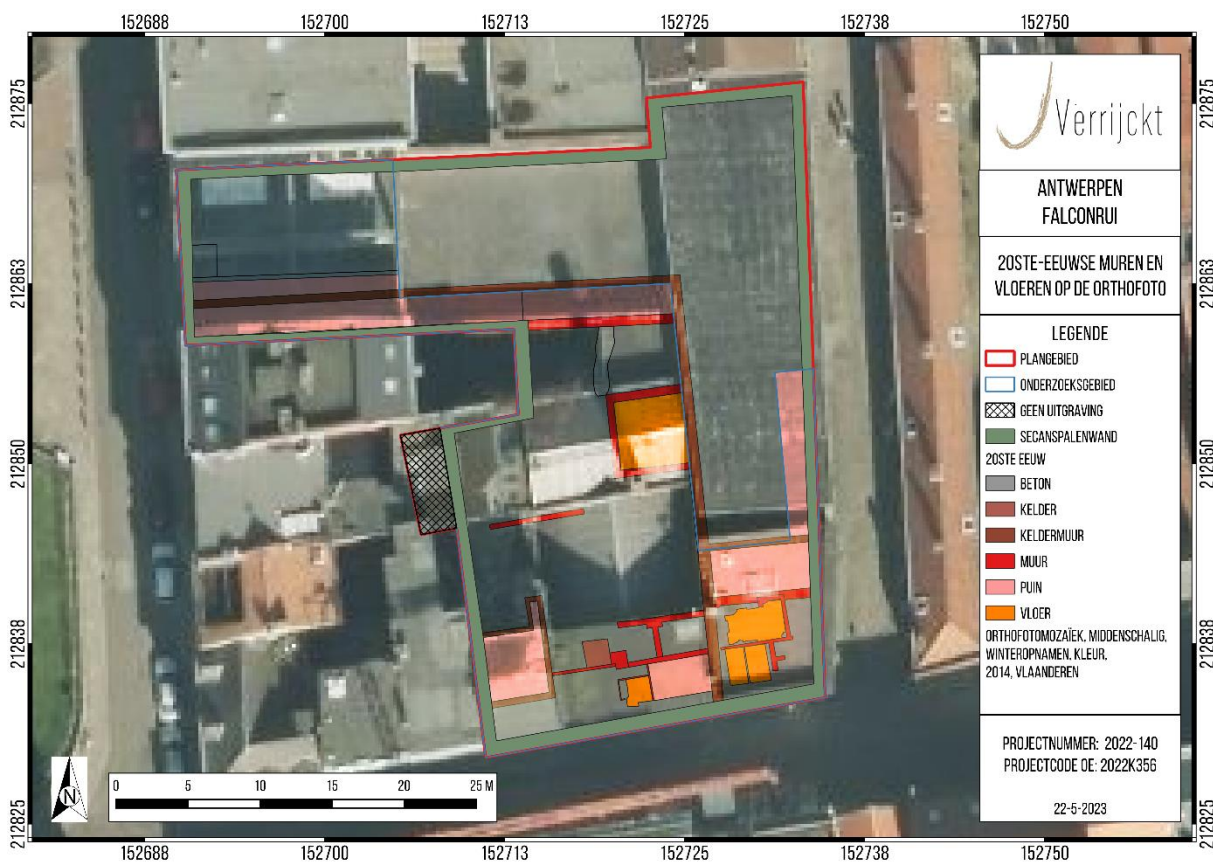 152688 152700 152713 152725 152738 152750
212875 212875
212863 212863
212850 212850
212838 212838
212825 212825
Verrijckt
ANTWERPEN
FALCONRUI
20STE-EEUWSE MUREN EN
VLOEREN OP DE ORTHOFOTO
LEGENDE
PLANGEBIED
ONDERZOEKSGEBIED
GEEN UITGRAVING
SECANSPALENWAND
20STE EEUW
BETON
KELDER
KELDERMUUR
MUUR
PUIN
VLOER
ORTHOFOTOMOZAÏEK, MIDDENSCHALIG,
WINTEROPNAMEN, KLEUR,
2014, VLAANDEREN
PROJECTNUMMER: 2022-140
PROJECTCODE OE: 2022K356
22-5-2023
N
0 5 10 15 20 25 M
152688 152700 152713 152725 152738 152750